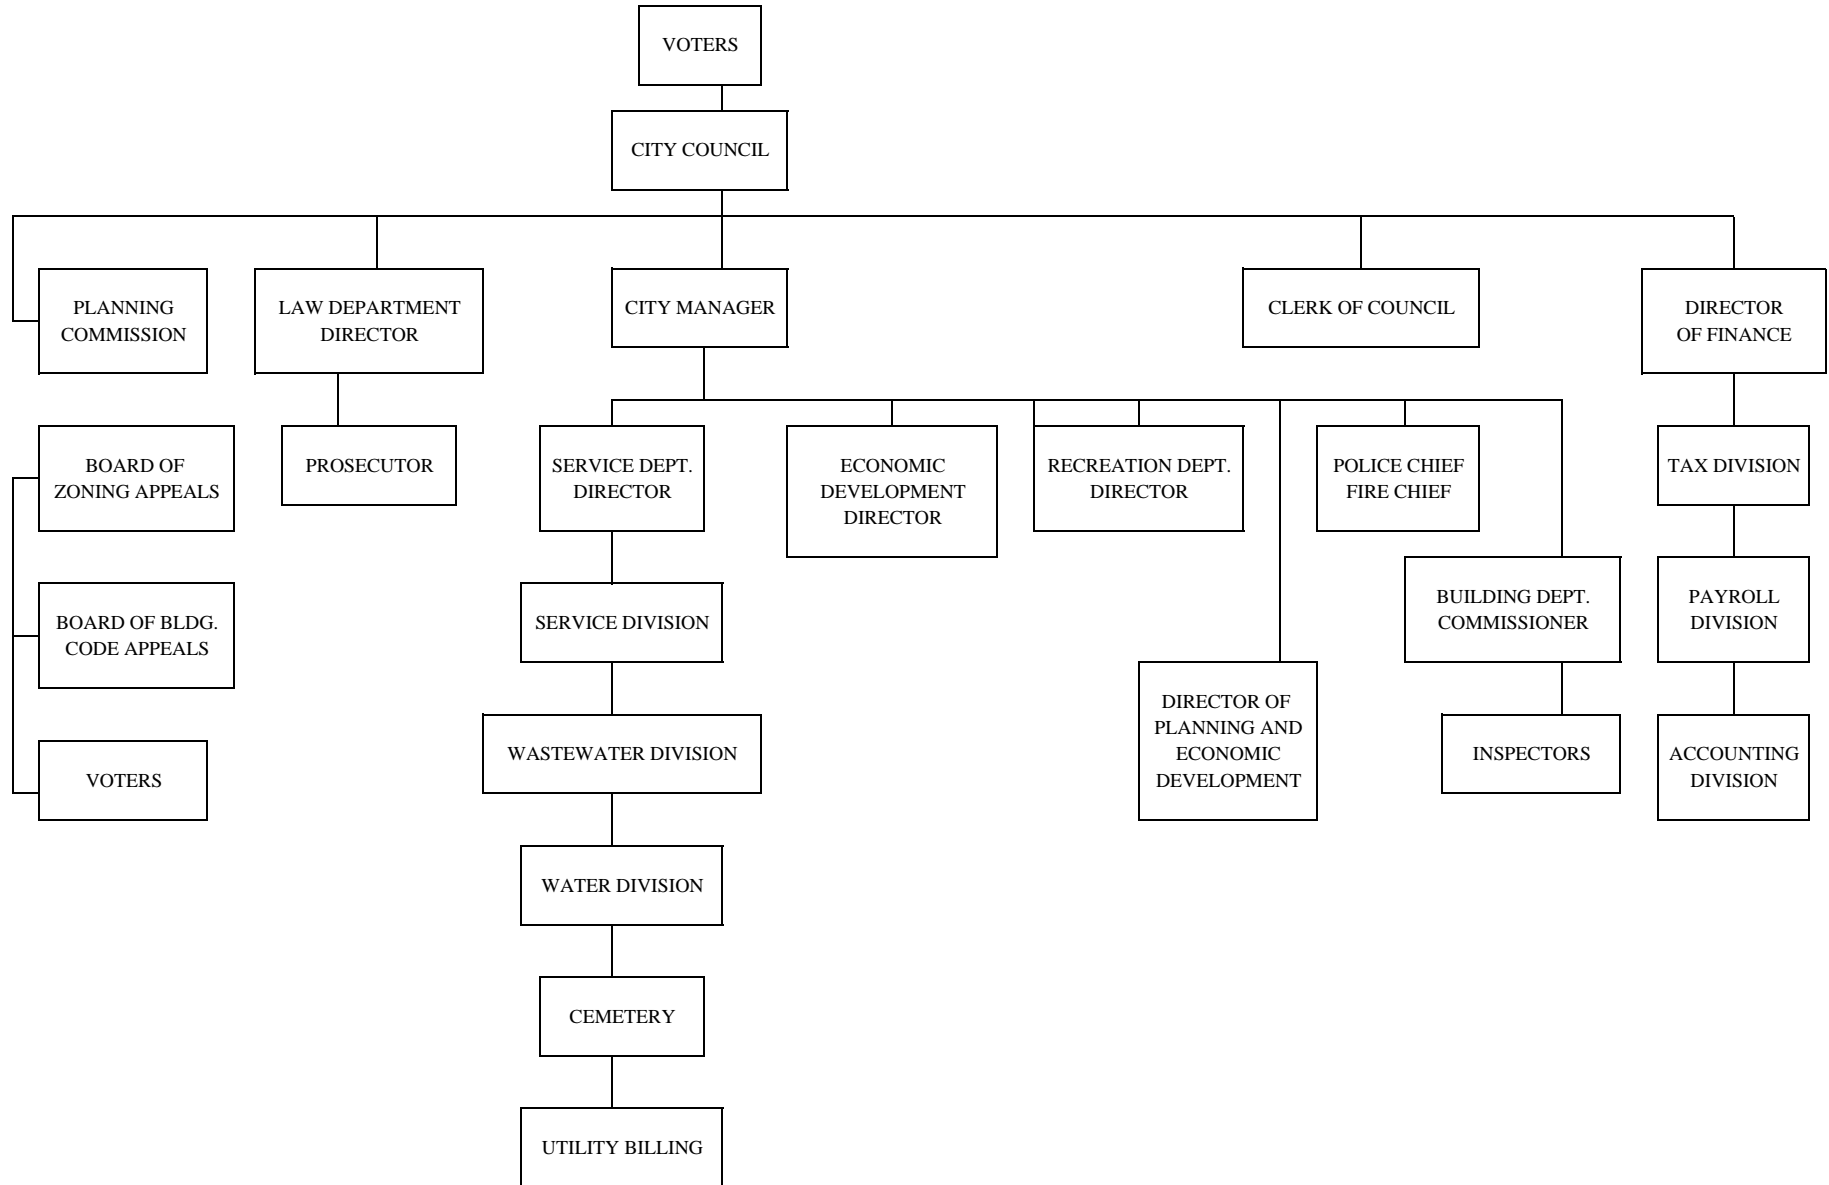 VOTERS
CITY COUNCIL
PLANNING
COMMISSION
LAW DEPARTMENT
DIRECTOR
CITY MANAGER
CLERK OF COUNCIL
DIRECTOR
OF FINANCE
BOARD OF
ZONING APPEALS
PROSECUTOR
SERVICE DEPT.
DIRECTOR
ECONOMIC
DEVELOPMENT
DIRECTOR
RECREATION DEPT.
DIRECTOR
POLICE CHIEF
FIRE CHIEF
TAX DIVISION
BOARD OF BLDG.
CODE APPEALS
SERVICE DIVISION
BUILDING DEPT.
COMMISSIONER
PAYROLL
DIVISION
DIRECTOR OF
PLANNING AND
ECONOMIC
DEVELOPMENT
VOTERS
WASTEWATER DIVISION
INSPECTORS
ACCOUNTING
DIVISION
WATER DIVISION
CEMETERY
UTILITY BILLING